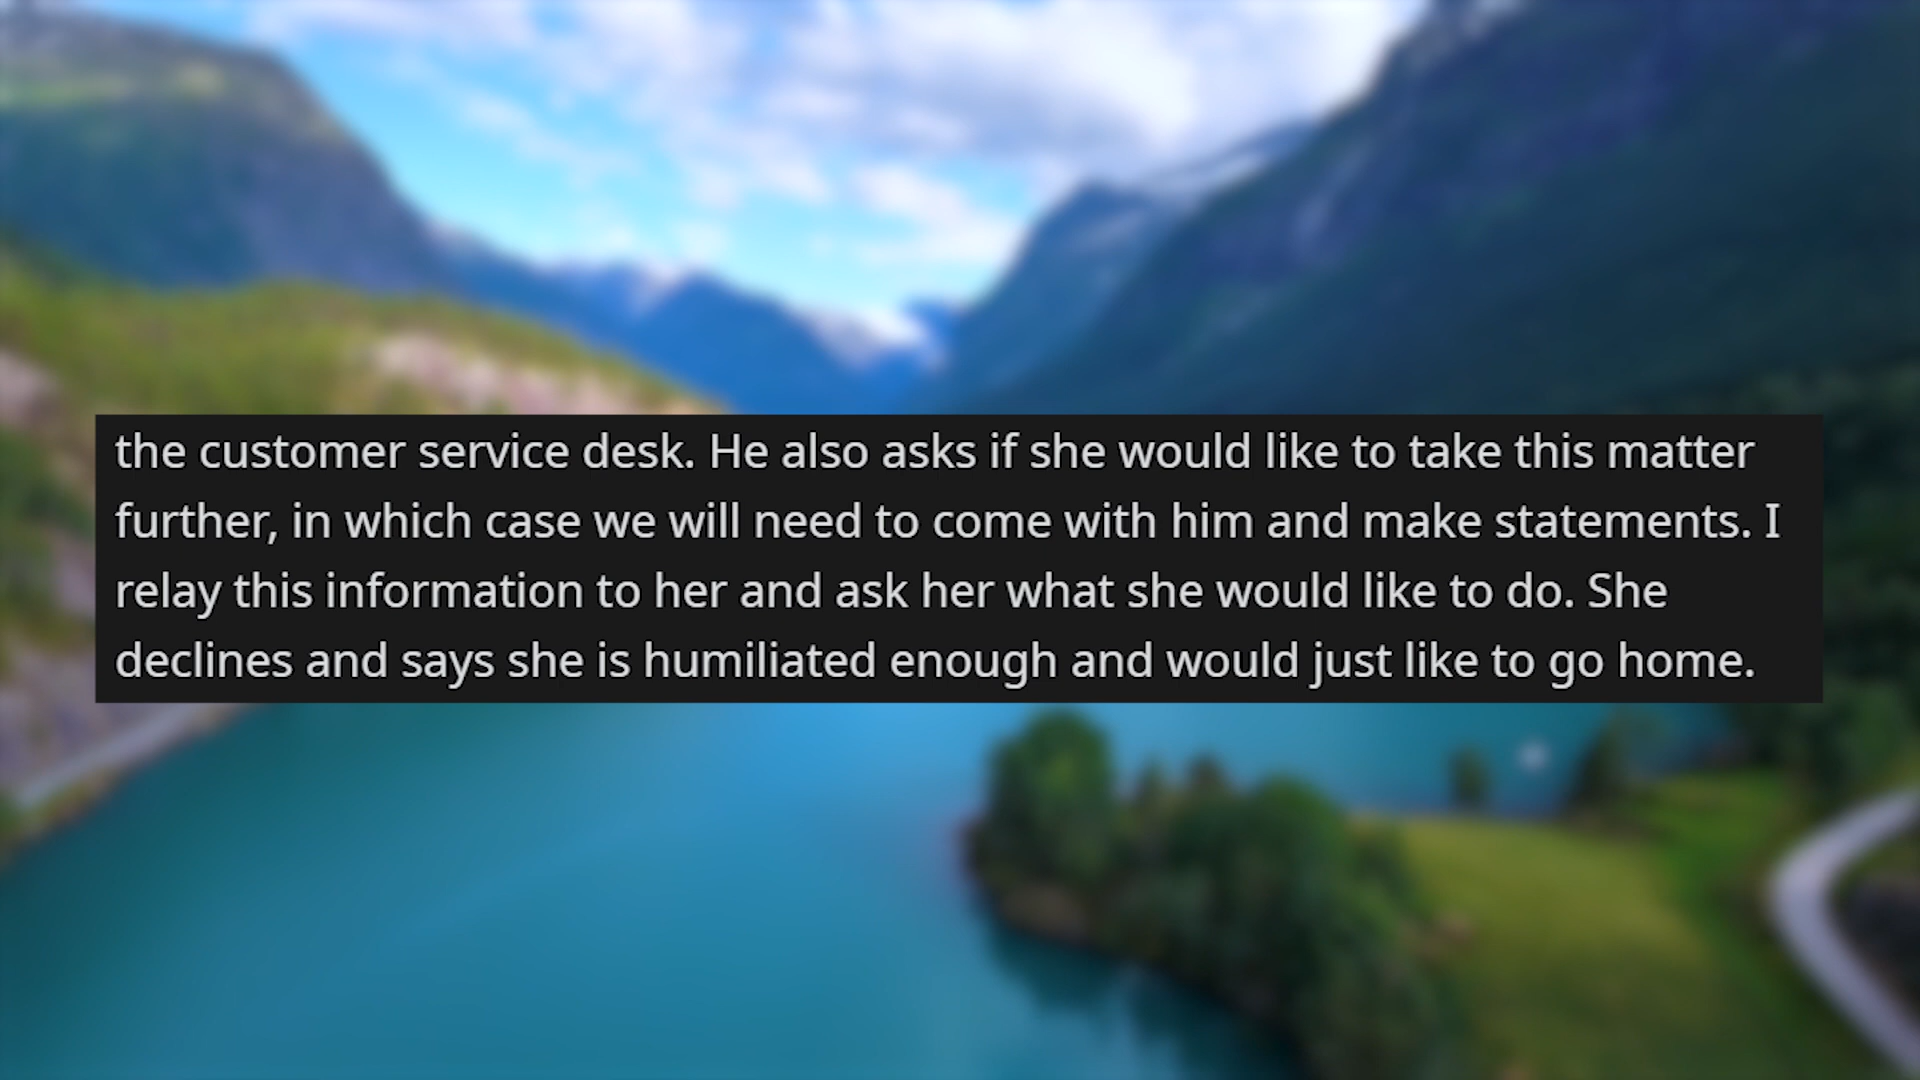 the customer service desk. He also asks if she would like to take this matter
further, in which case we will need to come with him and make statements. I
relay this information to her and ask her what she would like to do. She
declines and says she is humiliated enough and would just like to go home.